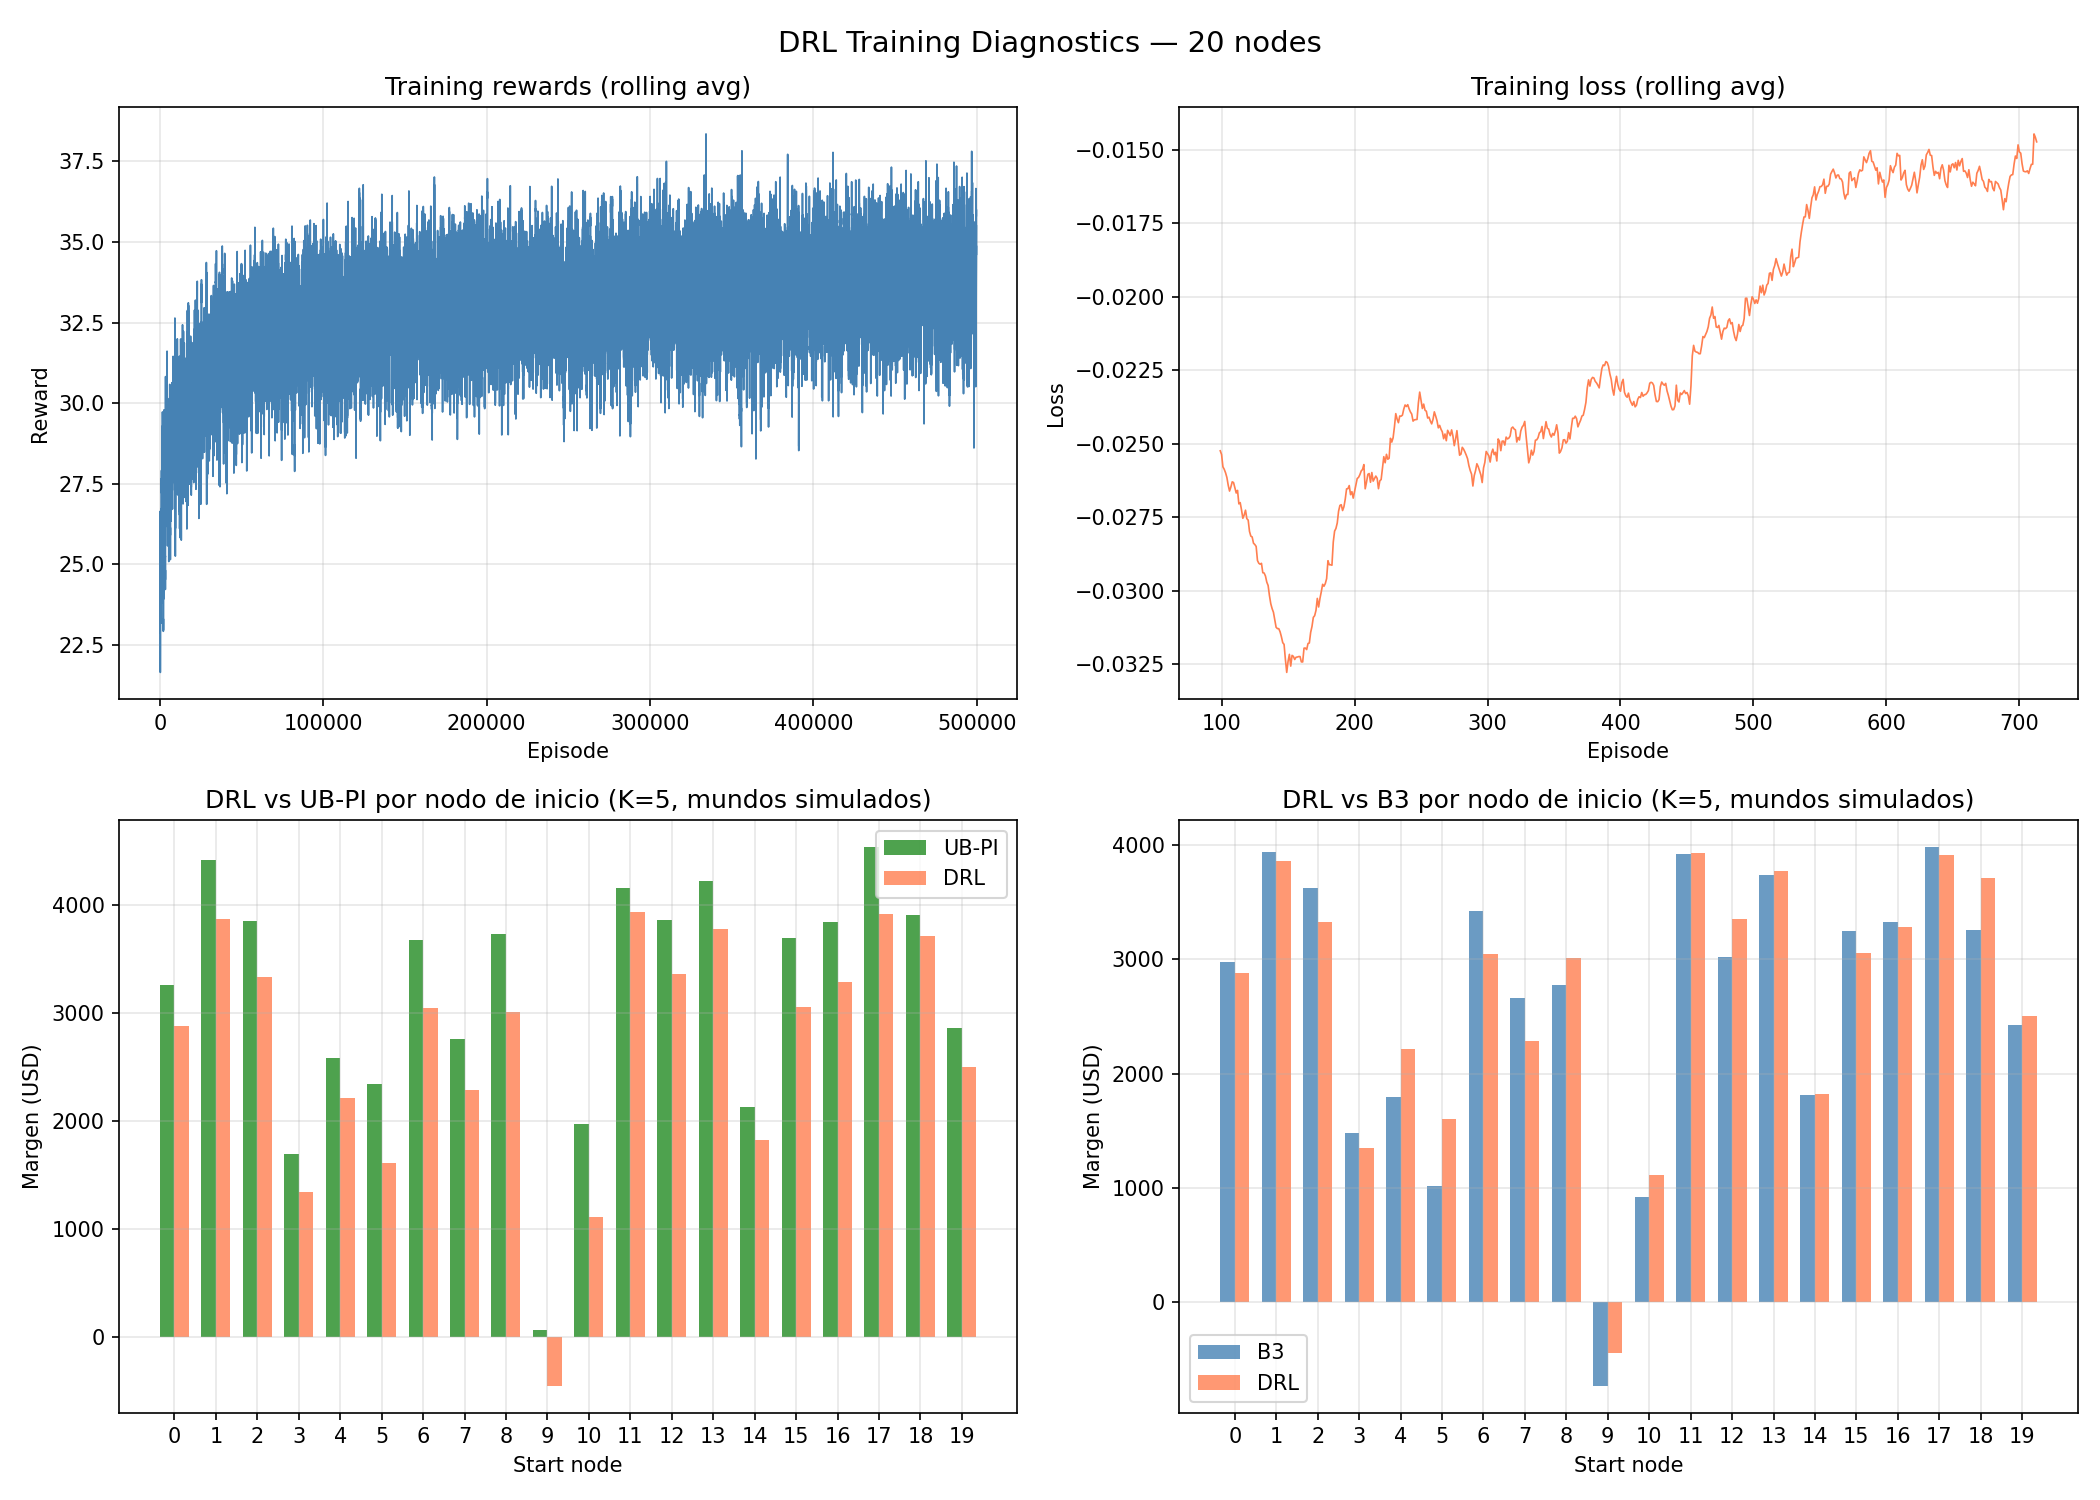 DRL Training Diagnostics — 20 nodes
Training rewards (rolling avg)
37.5
35.0
32.5
30.0
27.5
25.0
22.5
Reward
0 100000 200000 300000 400000 500000
Episode
Training loss (rolling avg)
−0.0150
−0.0175
−0.0200
−0.0225
−0.0250
−0.0275
−0.0300
−0.0325
Loss
100 200 300 400 500 600 700
Episode
DRL vs UB-PI por nodo de inicio (K=5, mundos simulados)
UB-PI
DRL
4000
3000
2000
1000
0
Margen (USD)
0 1 2 3 4 5 6 7 8 9 10 11 12 13 14 15 16 17 18 19
Start node
DRL vs B3 por nodo de inicio (K=5, mundos simulados)
4000
3000
2000
1000
0
Margen (USD)
B3
DRL
0 1 2 3 4 5 6 7 8 9 10 11 12 13 14 15 16 17 18 19
Start node